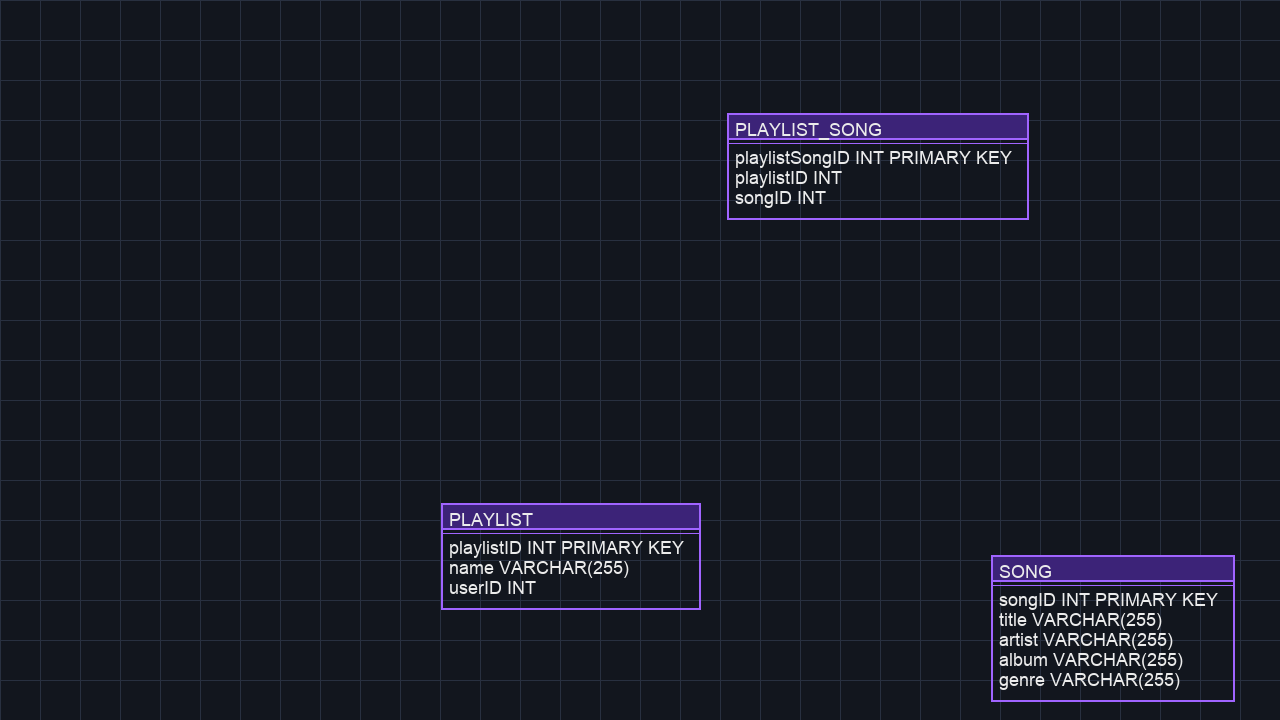 PLAYLIST_SONG
playlistSongID INT PRIMARY KEY
playlistID INT
songID INT
PLAYLIST
playlistID INT PRIMARY KEY
name VARCHAR(255)
userID INT
SONG
songID INT PRIMARY KEY
title VARCHAR(255)
artist VARCHAR(255)
album VARCHAR(255)
genre VARCHAR(255)